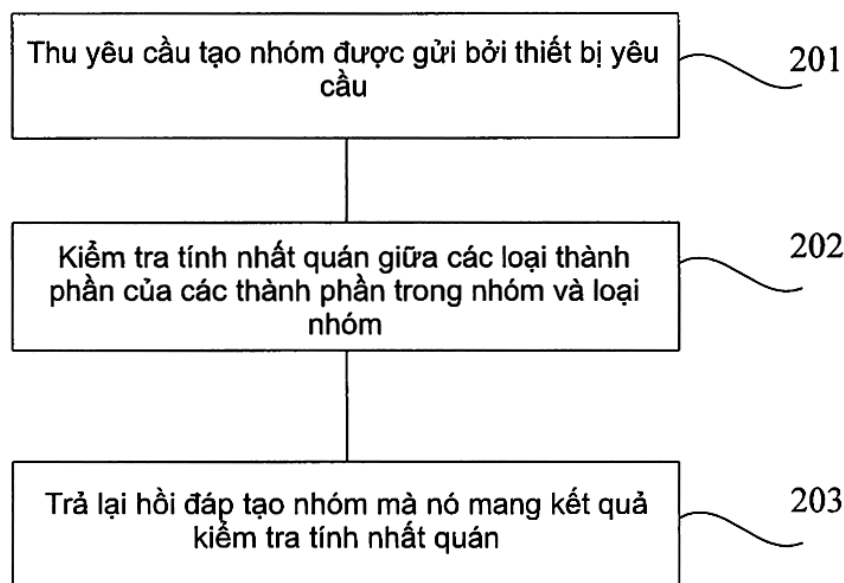 Thu yêu cầu tạo nhóm được gửi bởi thiết bị yêu
cầu
201
Kiểm tra tính nhất quán giữa các loại thành
phần của các thành phần trong nhóm và loại
nhóm
202
Trả lại hồi đáp tạo nhóm mà nó mang kết quả
kiểm tra tính nhất quán
203